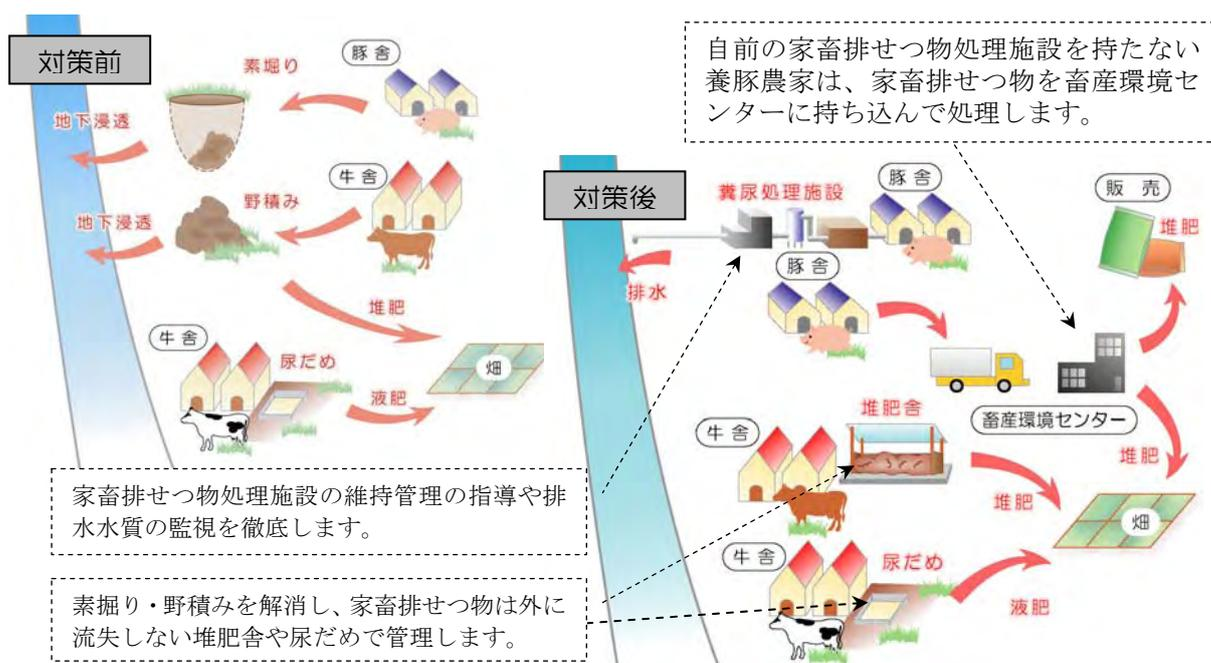 対策前
豚舎
素堀り
地下浸透
牛舎
野積み
地下浸透
堆肥
牛舎
尿だめ
畑
液肥
自前の家畜排せつ物処理施設を持たない
養豚農家は、家畜排せつ物を畜産環境セ
ンターに持ち込んで処理します。
対策後
糞尿処理施設
豚舎
販売
堆肥
排水
豚舎
畜産環境センター
堆肥舎
牛舎
堆肥
堆肥
畑
牛舎
尿だめ
液肥
家畜排せつ物処理施設の維持管理の指導や排
水水質の監視を徹底します。
素掘り・野積みを解消し、家畜排せつ物は外に
流失しない堆肥舎や尿だめで管理します。